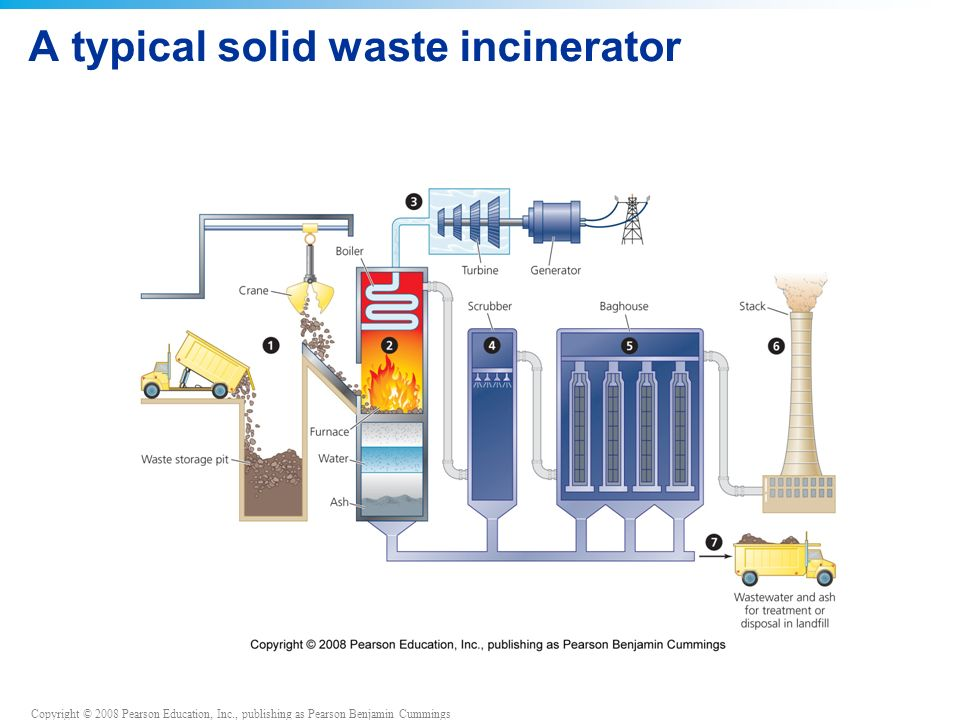 A typical solid waste incinerator
3
Boiler
Turbine
Generator
Crane
Scrubber
Baghouse
Stack
1
2
4
5
6
Furnace
Waste storage pit
Water
Ash
7
Wastewater and ash
for treatment or
disposal in landfill
Copyright © 2008 Pearson Education, Inc., publishing as Pearson Benjamin Cummings
Copyright © 2008 Pearson Education, Inc., publishing as Pearson Benjamin Cummings